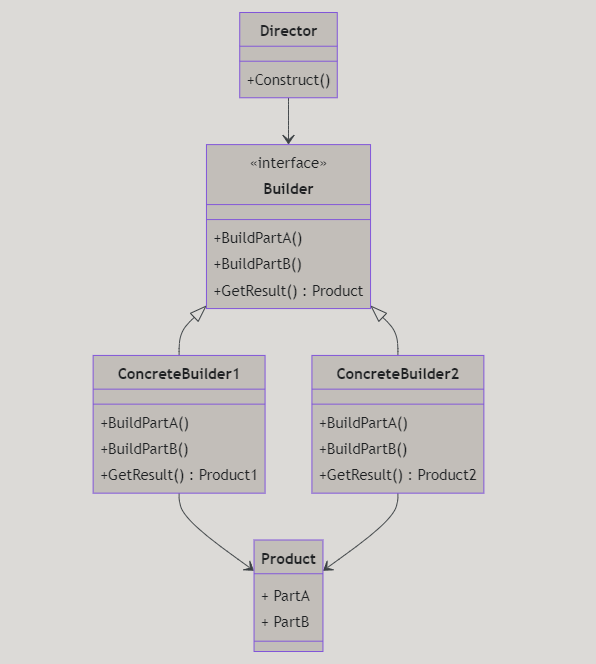 Director
+Construct()
«interface»
Builder
+BuildPartA()
+BuildPartB()
+GetResult() : Product
ConcreteBuilder1
+BuildPartA()
+BuildPartB()
+GetResult() : Product1
ConcreteBuilder2
+BuildPartA()
+BuildPartB()
+GetResult() : Product2
Product
+ PartA
+ PartB